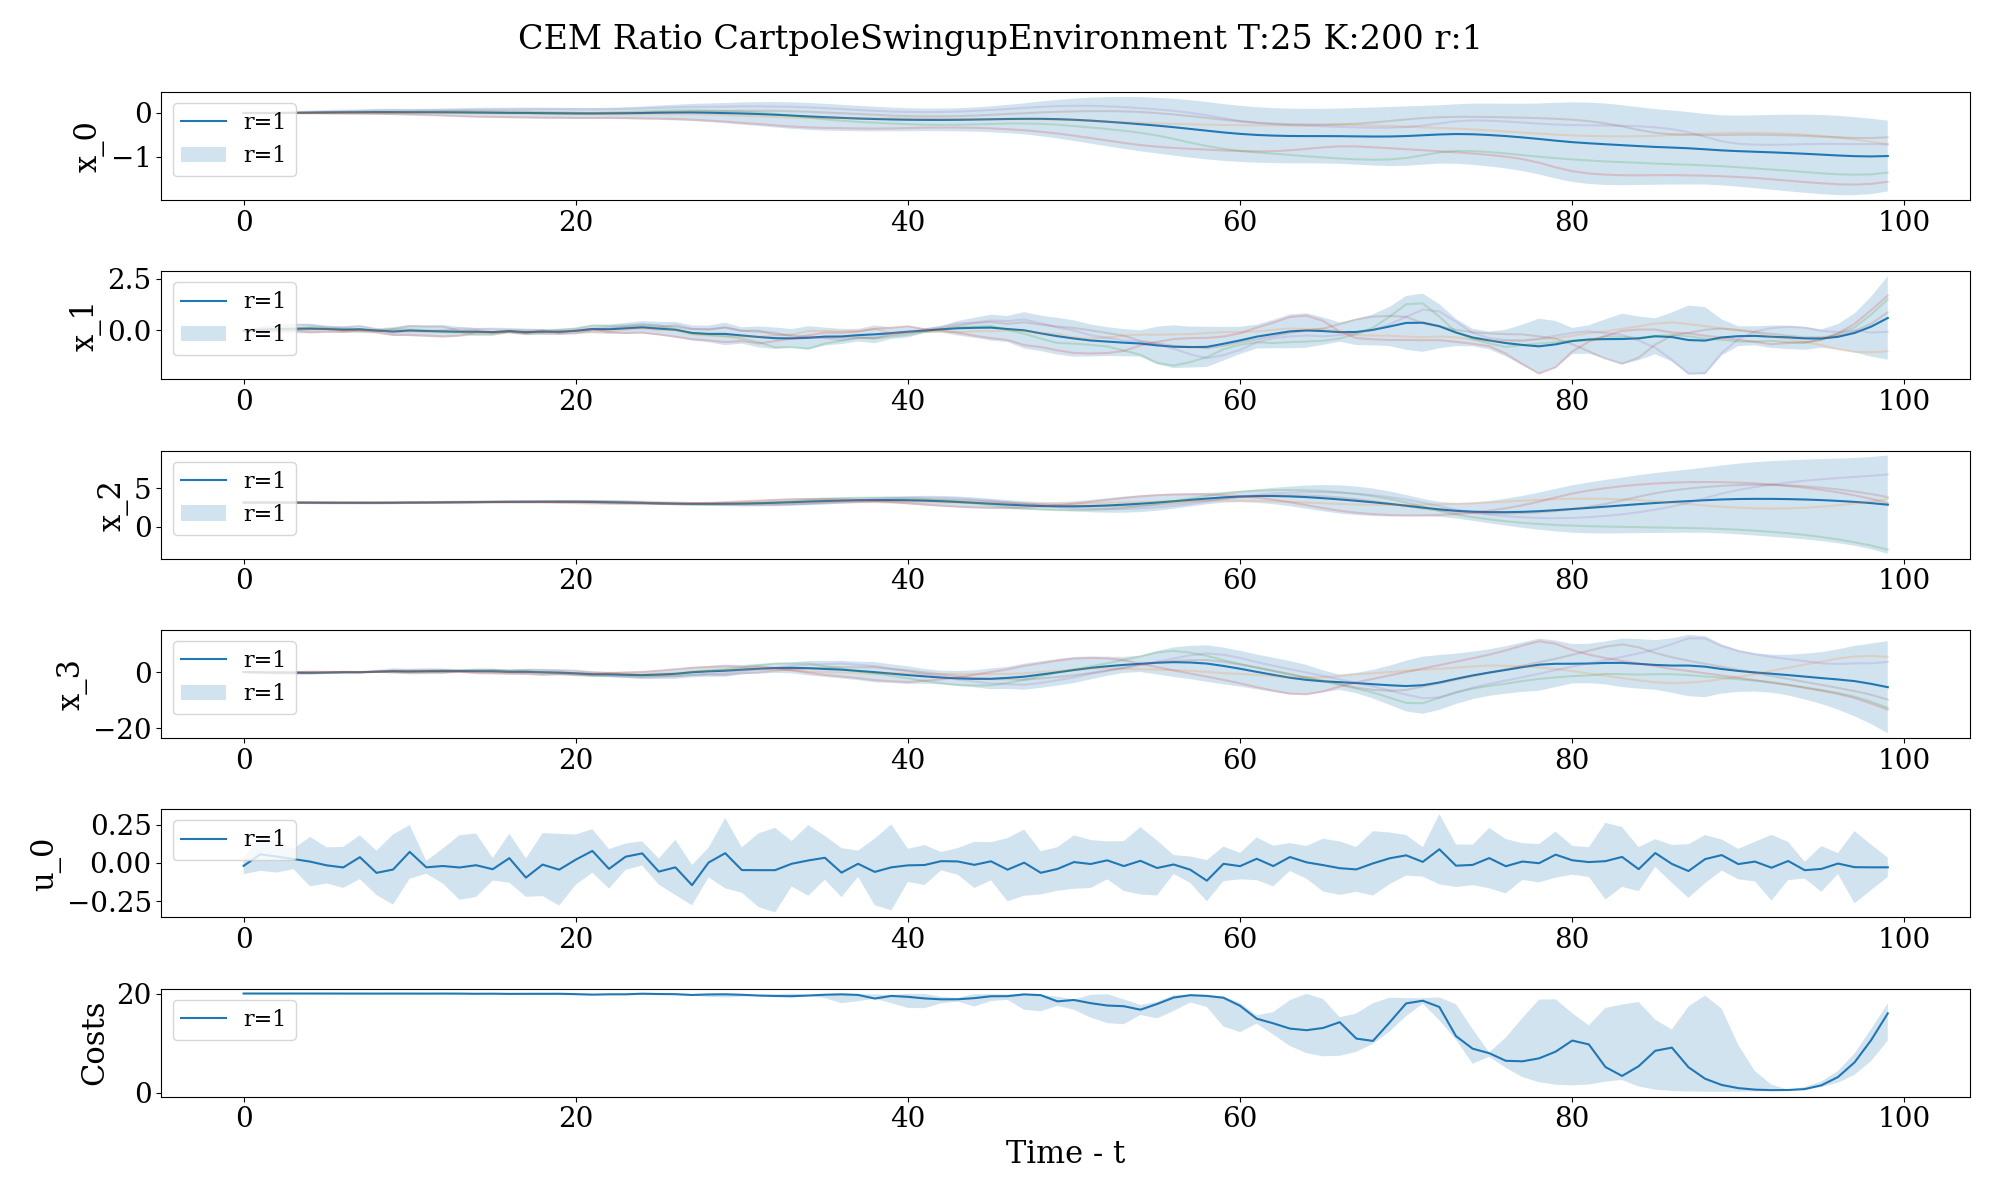 CEM Ratio CartpoleSwingupEnvironment T:25 K:200 r:1
x_0
0
−1
r=1
r=1
0 20 40 60 80 100
x_1
2.5
0.0
r=1
r=1
0 20 40 60 80 100
x_2
5
0
r=1
r=1
0 20 40 60 80 100
x_3
0
−20
r=1
r=1
0 20 40 60 80 100
u_0
0.25
0.00
−0.25
r=1
0 20 40 60 80 100
Costs
20
0
r=1
0 20 40 60 80 100
Time - t